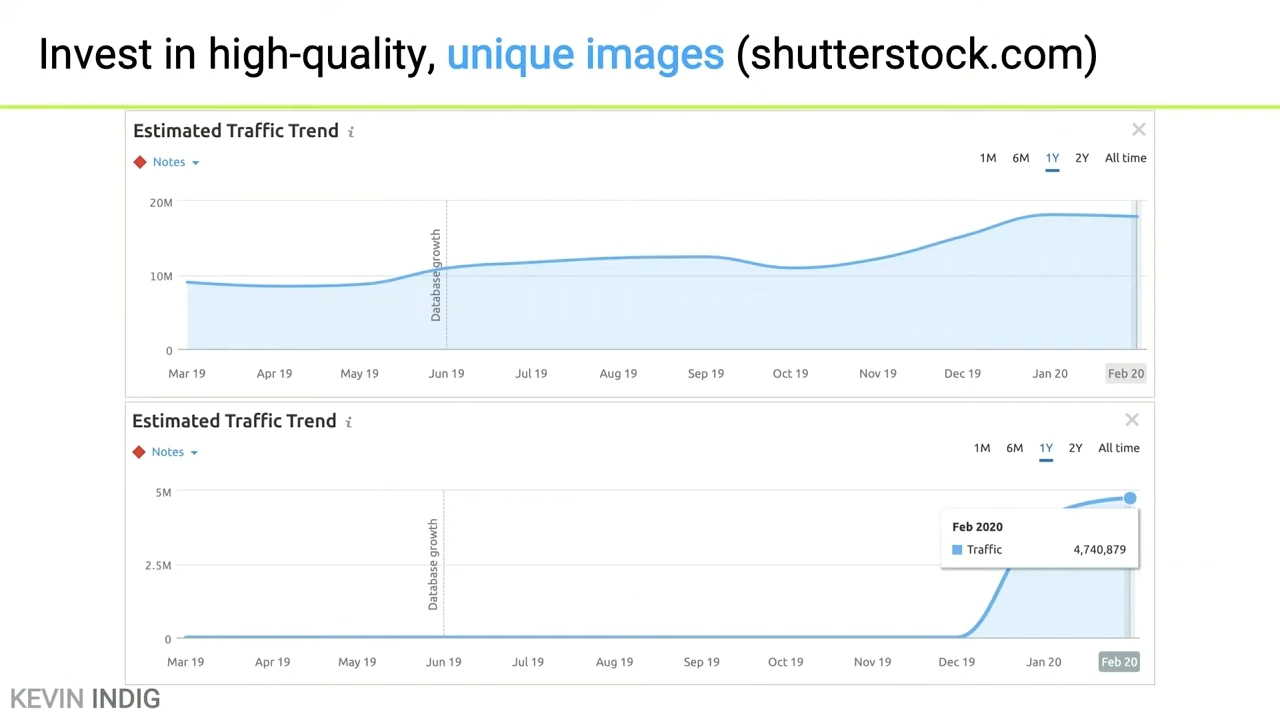 Invest in high-quality, unique images (shutterstock.com)
Estimated Traffic Trend i
Notes
1M 6M 1Y 2Y All time
20M
10M
0
Database growth
Mar 19 Apr 19 May 19 Jun 19 Jul 19 Aug 19 Sep 19 Oct 19 Nov 19 Dec 19 Jan 20 Feb 20
Estimated Traffic Trend i
Notes
1M 6M 1Y 2Y All time
5M
2.5M
0
Database growth
Feb 2020
Traffic 4,740,879
Mar 19 Apr 19 May 19 Jun 19 Jul 19 Aug 19 Sep 19 Oct 19 Nov 19 Dec 19 Jan 20 Feb 20
KEVIN INDIG